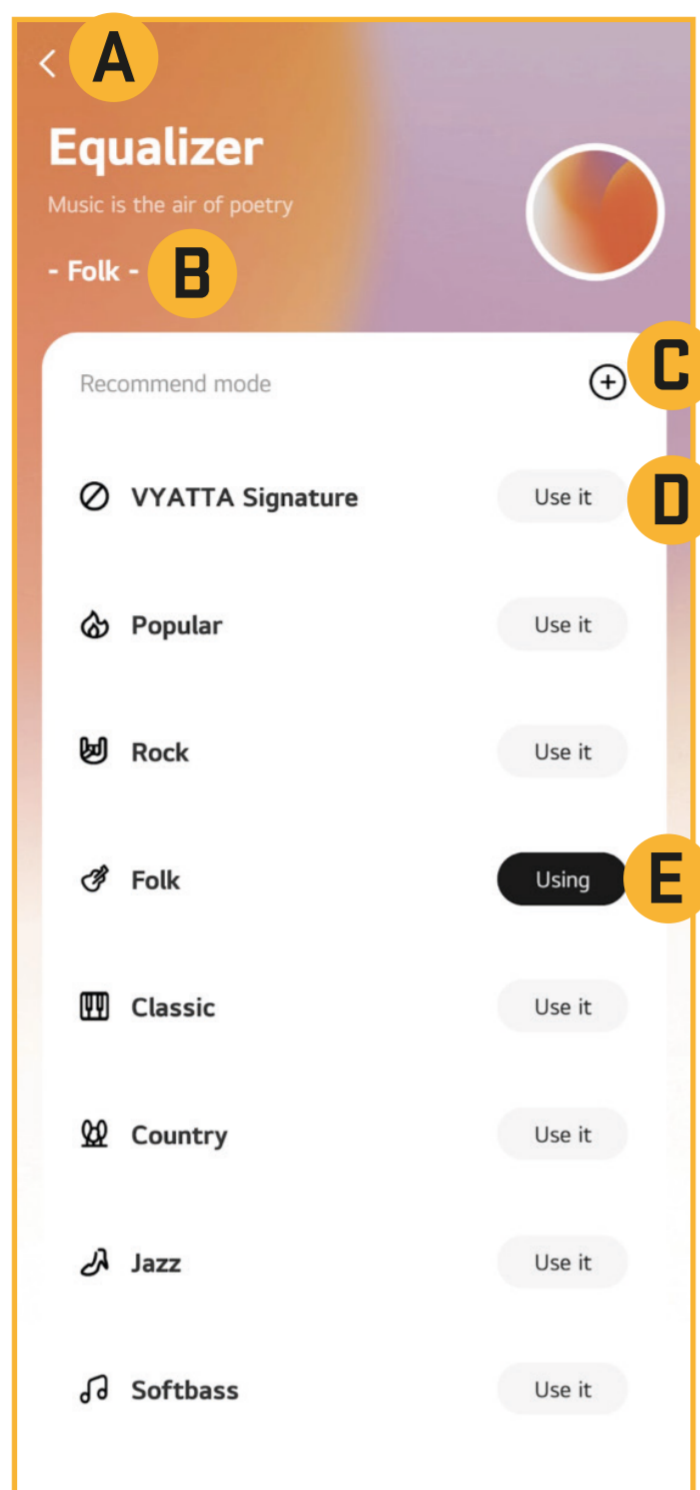 A
Equalizer
Music is the air of poetry
- Folk -
B
Recommend mode
C
VYATTA Signature
Use it
D
Popular
Use it
Rock
Use it
Folk
Using
E
Classic
Use it
Country
Use it
Jazz
Use it
Softbass
Use it